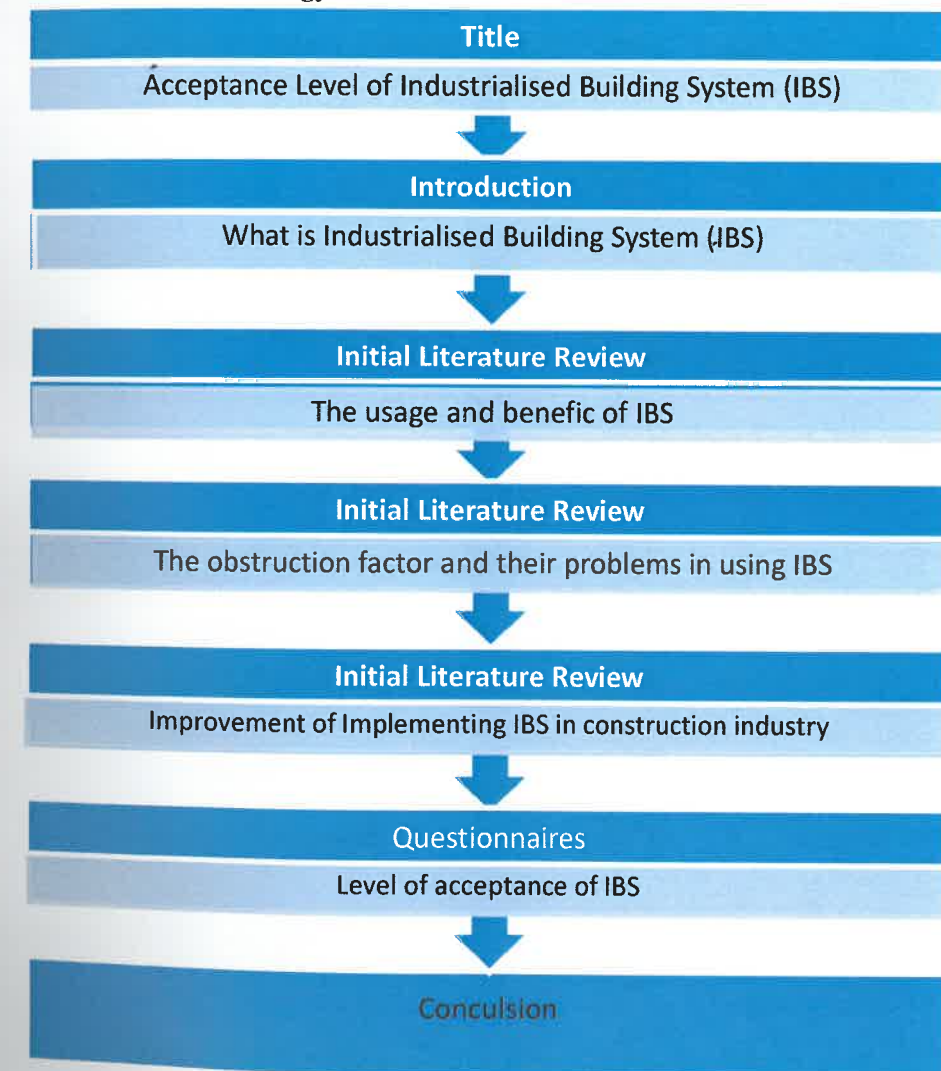 Title
Acceptance Level of Industrialised Building System (IBS)
Introduction
What is Industrialised Building System (IBS)
Initial Literature Review
The usage and benefic of IBS
Initial Literature Review
The obstruction factor and their problems in using IBS
Initial Literature Review
Improvement of Implementing IBS in construction industry
Questionnaires
Level of acceptance of IBS
Conculsion